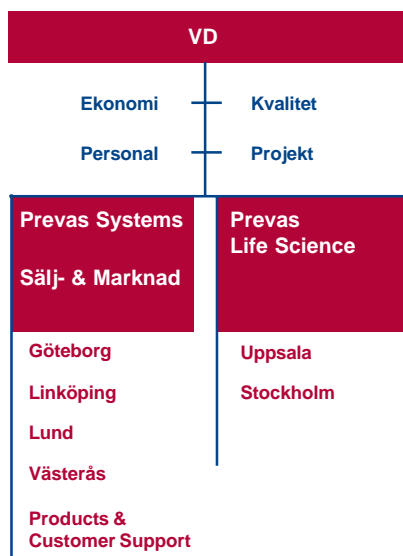 VD
Ekonomi
Kvalitet
Personal
Projekt
Prevas Systems
Sälj- & Marknad
Prevas
Life Science
Göteborg
Linköping
Lund
Västerås
Products &
Customer Support
Uppsala
Stockholm